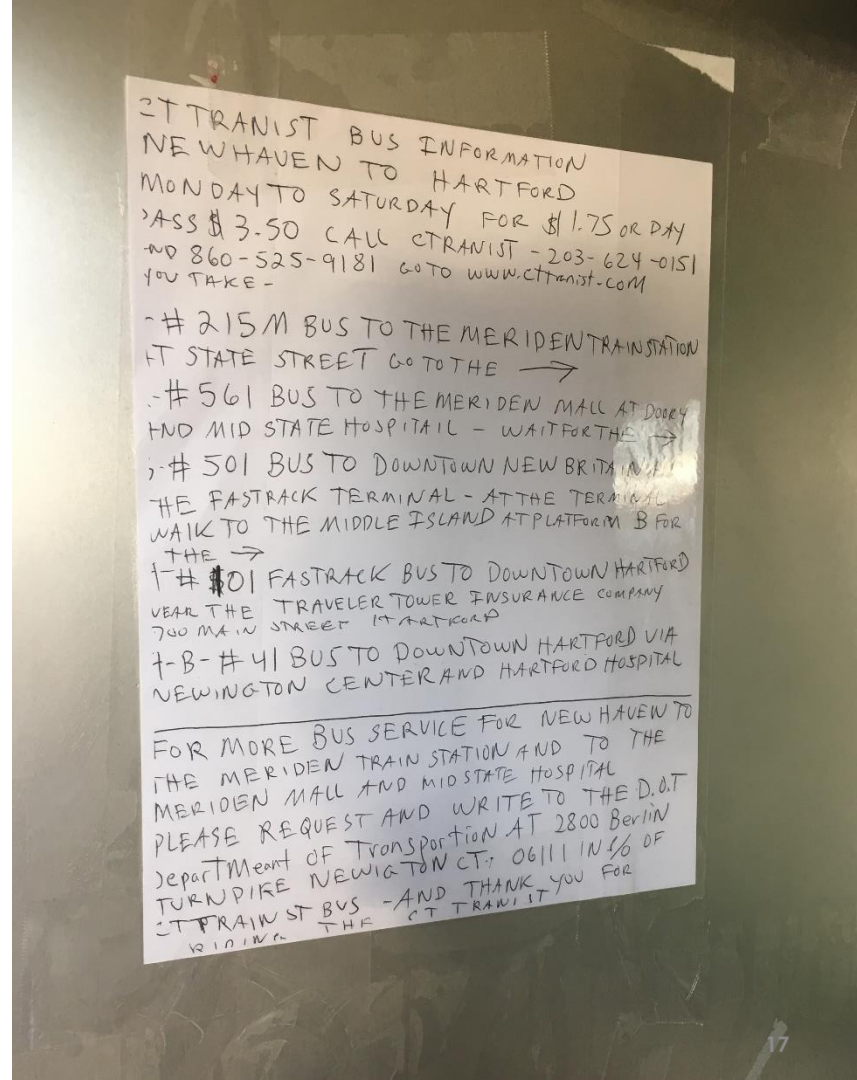 CT TRANIST BUS INFORMATION
NEWHAVEN TO HARTFORD
MONDAY TO SATURDAY FOR $1.75 OR DAY
PASS $3.50 CALL CTRANIST - 203-624-0151
AND 860-525-9181 GO TO www.cttranist.com
YOU TAKE -
-# 215 M BUS TO THE MERIDEN TRAIN STATION
AT STATE STREET GO TO THE →
-# 561 BUS TO THE MERIDEN MALL AT DOOR
AND MID STATE HOSPITAIL - WAIT FOR THE →
-# 501 BUS TO DOWNTOWN NEW BRITAIN
THE FASTRACK TERMINAL - AT THE TERMINAL
WALK TO THE MIDDLE ISLAND AT PLATFORM B FOR
THE →
# 101 FASTRACK BUS TO DOWNTOWN HARTFORD
NEAR THE TRAVELER TOWER INSURANCE COMPANY
700 MAIN STREET HARTFORD
-B-# 41 BUS TO DOWNTOWN HARTFORD VIA
NEWINGTON CENTER AND HARTFORD HOSPITAL
FOR MORE BUS SERVICE FOR NEW HAVEN TO
THE MERIDEN TRAIN STATION AND TO THE
MERIDEN MALL AND MIDSTATE HOSPITAL
PLEASE REQUEST AND WRITE TO THE D.O.T
DeparTMeanT OF TransporTion AT 2800 Berlin
TURNPIKE NEWIGTON CT. 06111 IN c/o OF
CT TRAINST BUS - AND THANK YOU FOR
RIDING THE CT TRANIST
17